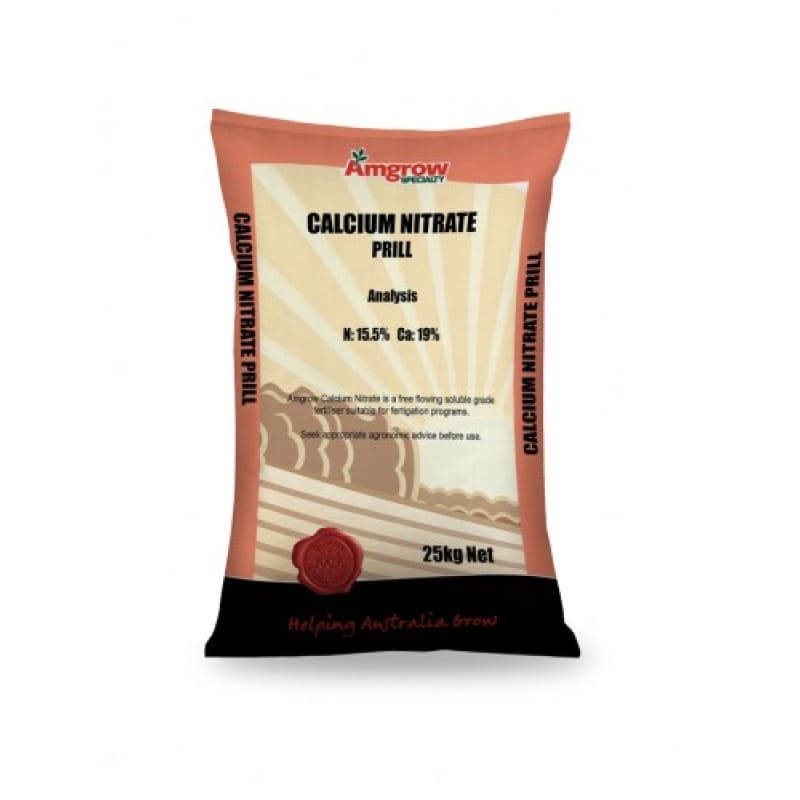 Amgrow
SPECIALTY
CALCIUM NITRATE
PRILL
Analysis
N: 15.5% Ca: 19%
Amgrow Calcium Nitrate is a free flowing soluble grade
fertiliser suitable for fertigation programs.
Seek appropriate agronomic advice before use.
CALCIUM NITRATE PRILL
CALCIUM NITRATE PRILL
25kg Net
Helping Australia Grow